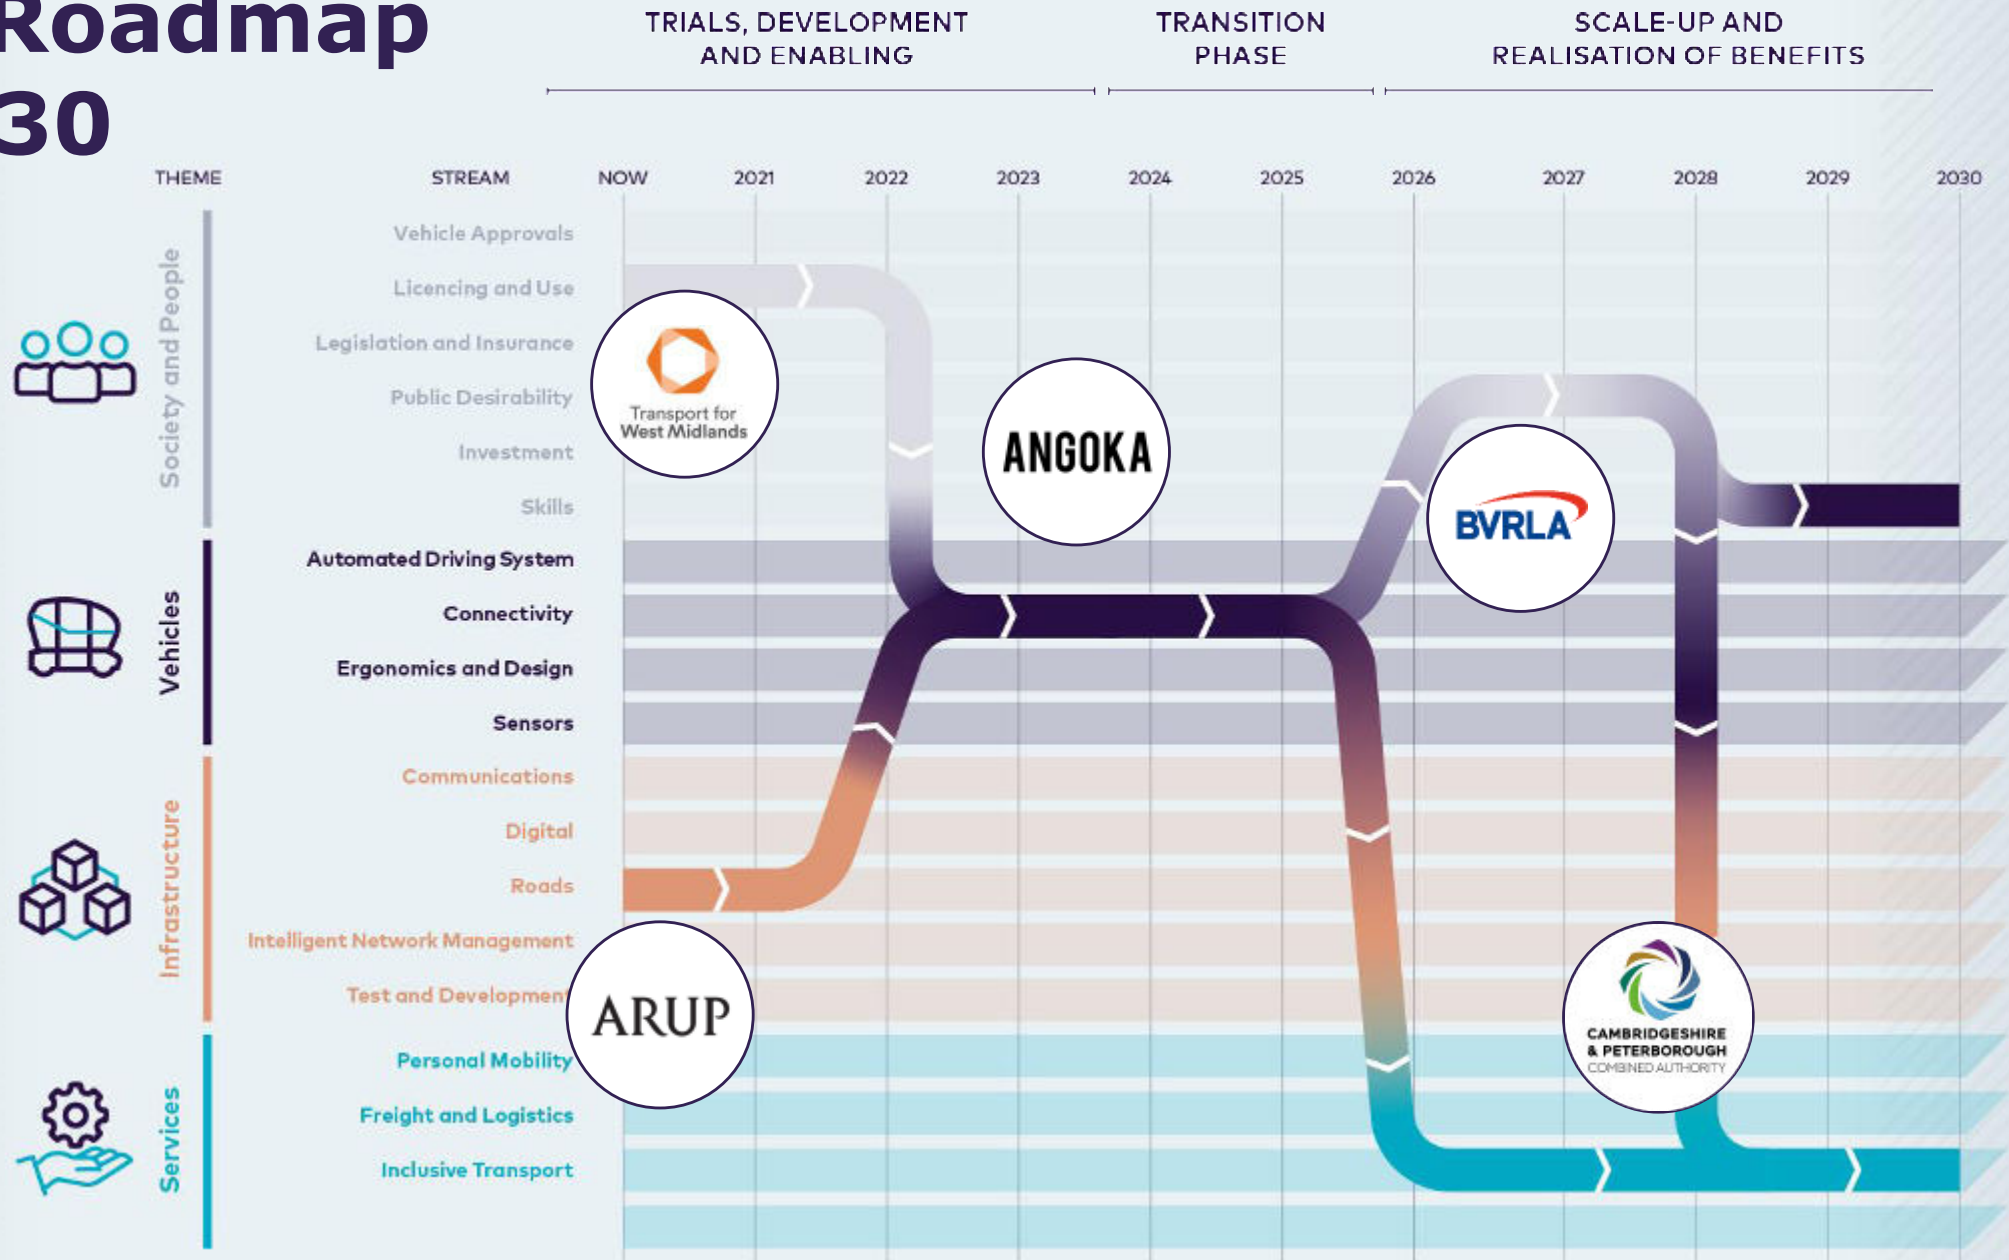 Roadmap
30
TRIALS, DEVELOPMENT
AND ENABLING
TRANSITION
PHASE
SCALE-UP AND
REALISATION OF BENEFITS
THEME
STREAM
NOW
2021
2022
2023
2024
2025
2026
2027
2028
2029
2030
Society and People
Vehicle Approvals
Licencing and Use
Legislation and Insurance
Public Desirability
Investment
Skills
Vehicles
Automated Driving System
Connectivity
Ergonomics and Design
Sensors
Infrastructure
Communications
Digital
Roads
Intelligent Network Management
Test and Development
Services
Personal Mobility
Freight and Logistics
Inclusive Transport
Transport for
West Midlands
ANGOKA
BVRLA
ARUP
CAMBRIDGESHIRE
& PETERBOROUGH
COMBINED AUTHORITY